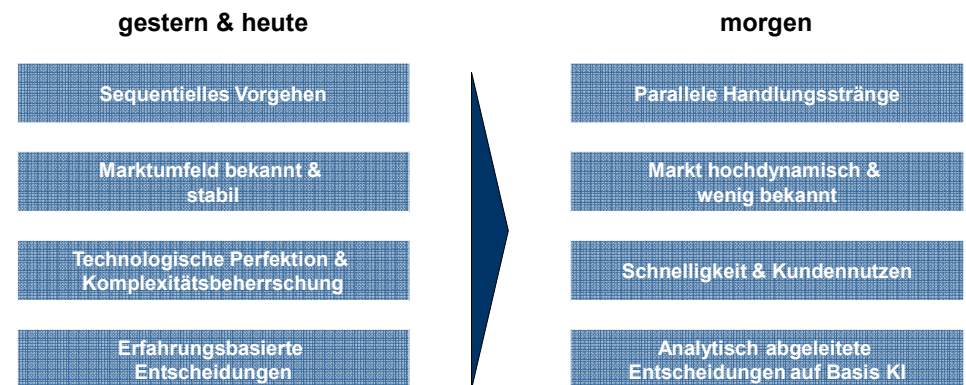 gestern & heute
morgen
Sequentielles Vorgehen
Parallele Handlungsstränge
Marktumfeld bekannt &
stabil
Markt hochdynamisch &
wenig bekannt
Technologische Perfektion &
Komplexitätsbeherrschung
Schnelligkeit & Kundennutzen
Erfahrungsbasierte
Entscheidungen
Analytisch abgeleitete
Entscheidungen auf Basis KI